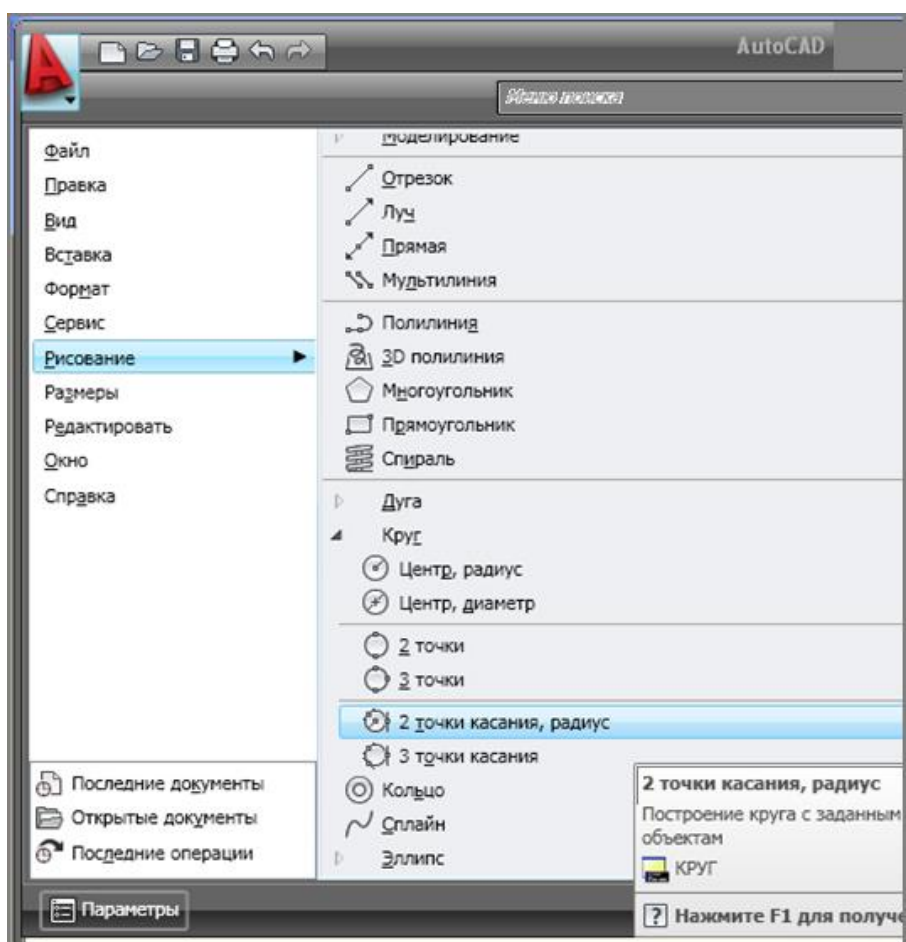 AutoCAD
Меню поиска
Файл
Правка
Вид
Вставка
Формат
Сервис
Рисование
Размеры
Редактировать
Окно
Справка
Моделирование
Отрезок
Луч
Прямая
Мультилиния
Полилиния
3D полилиния
Многоугольник
Прямоугольник
Спираль
Дуга
Круг
Центр, радиус
Центр, диаметр
2 точки
3 точки
2 точки касания, радиус
3 точки касания
Кольцо
Сплайн
Эллипс
2 точки касания, радиус
Построение круга с заданным
объектам
КРУГ
Нажмите F1 для получе
Последние документы
Открытые документы
Последние операции
Параметры